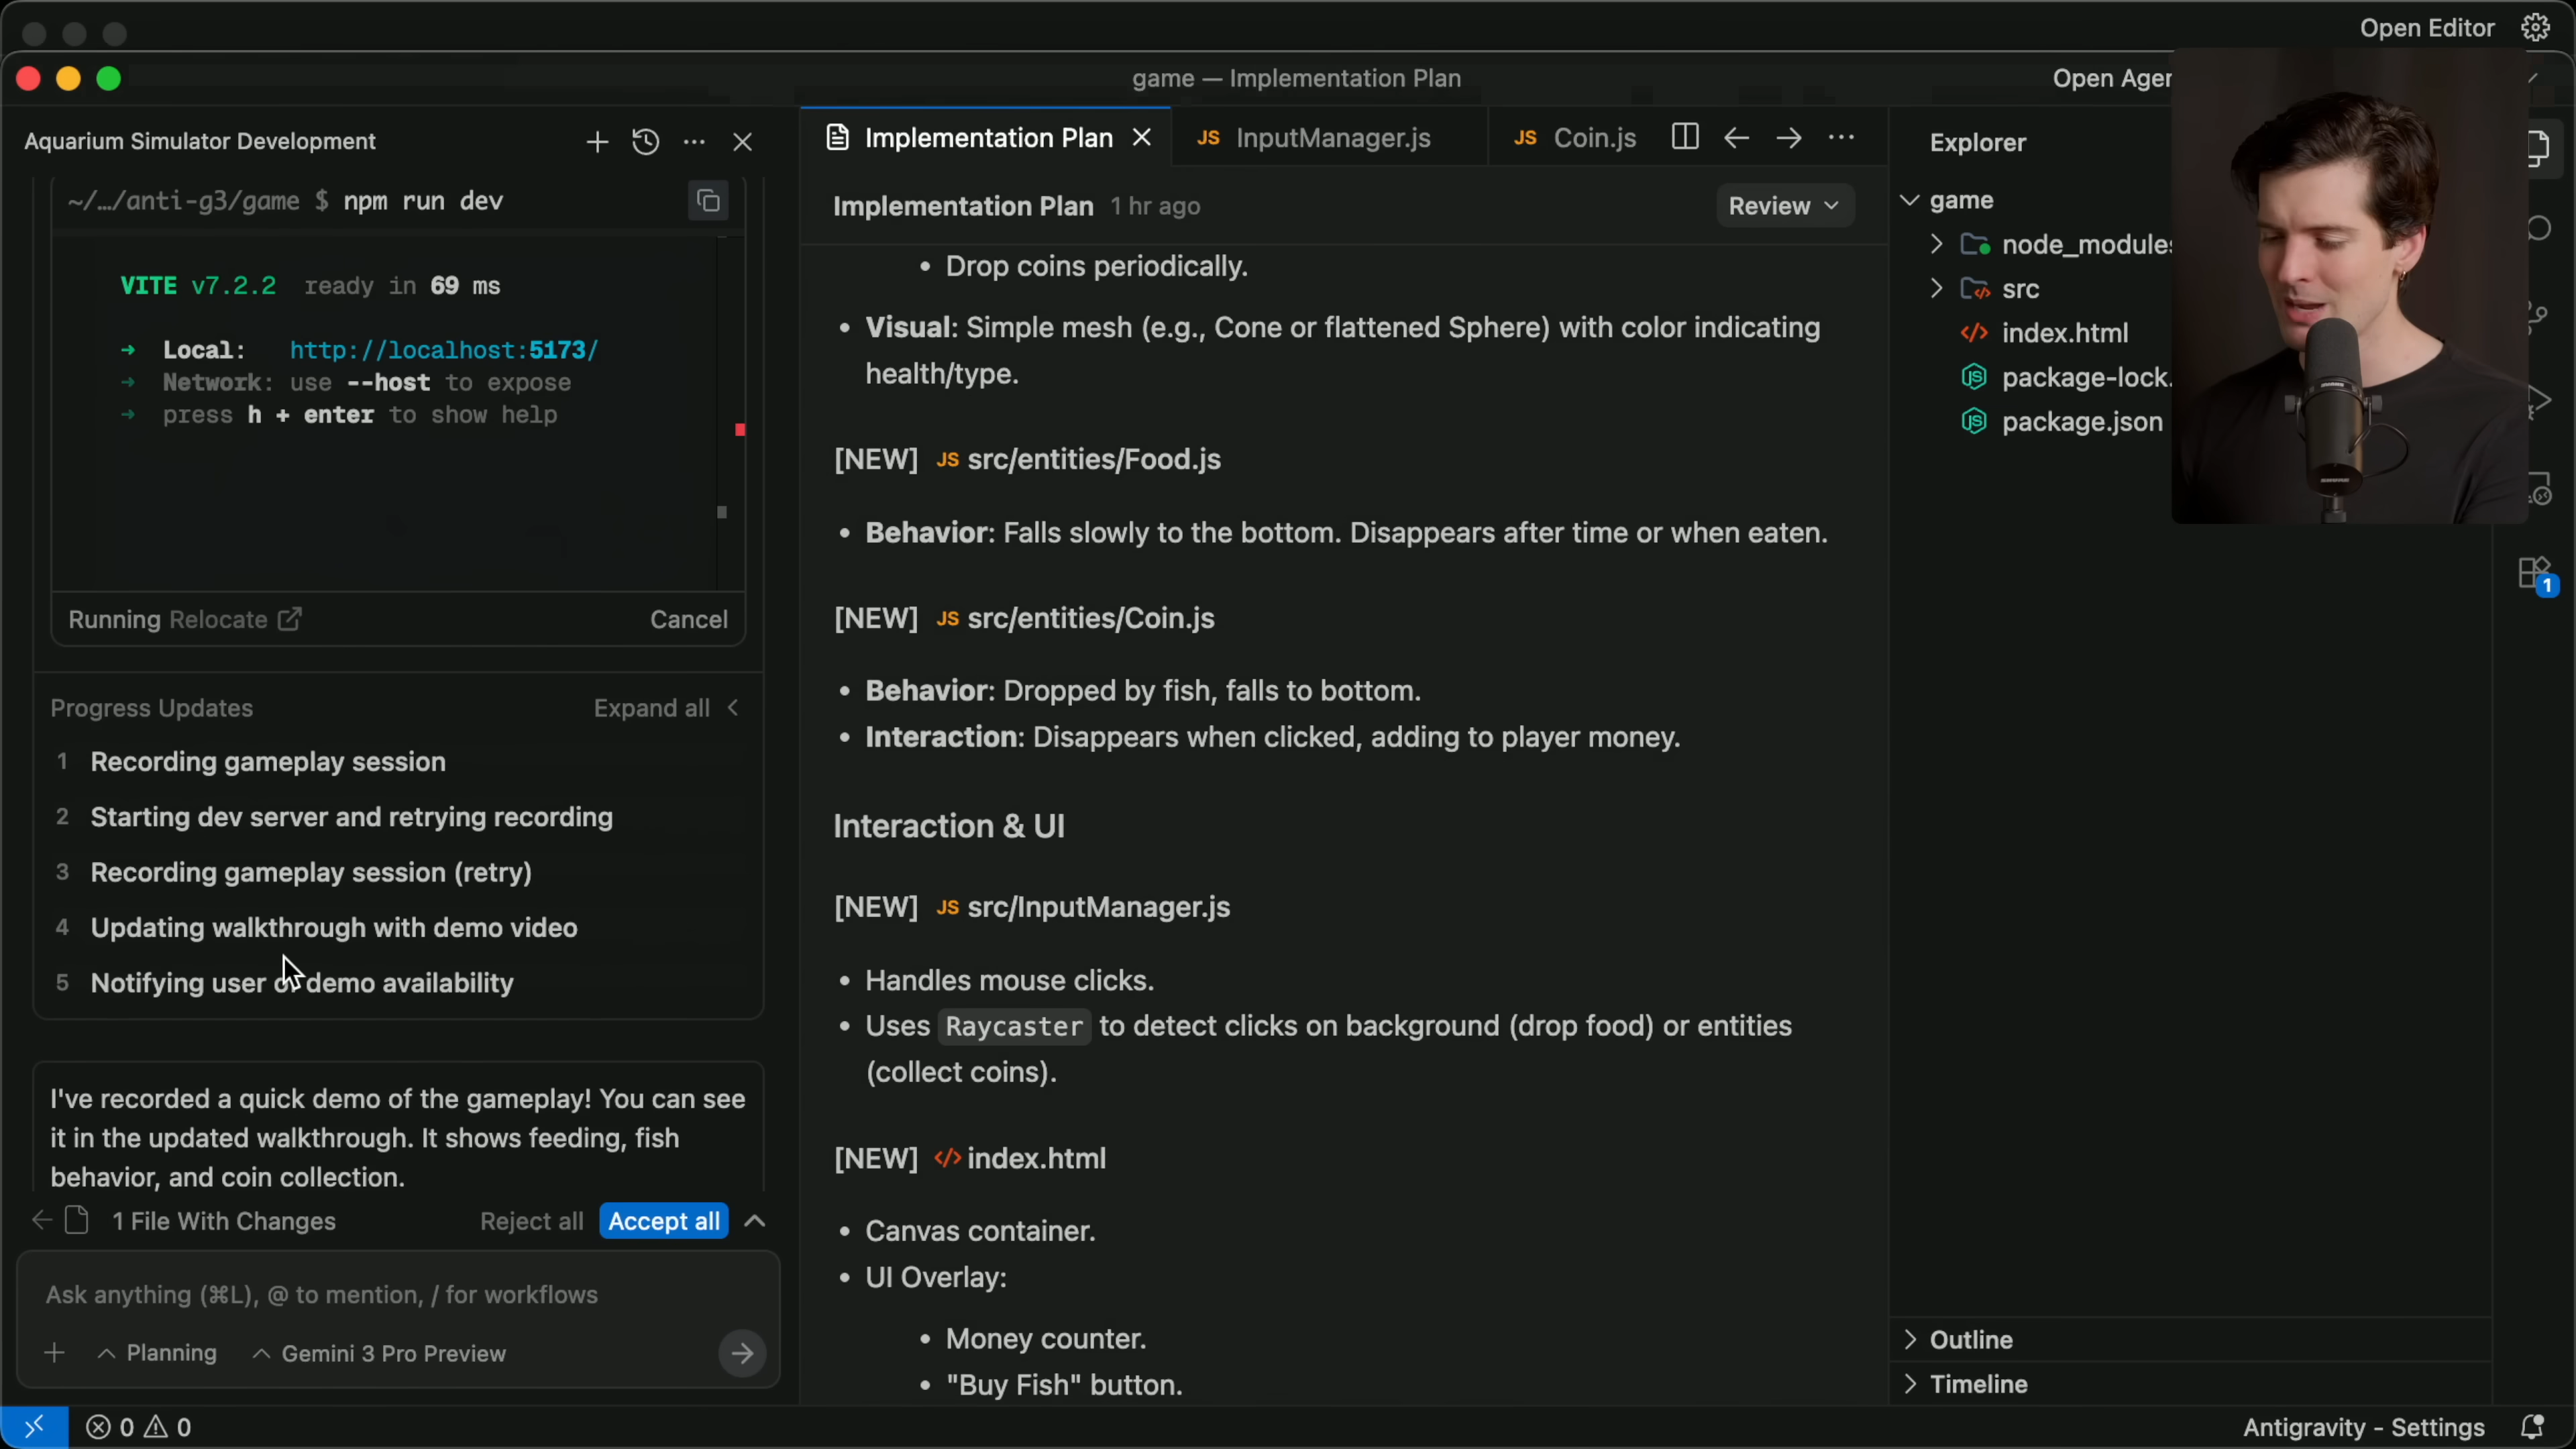 Open Editor
game — Implementation Plan
Open Agen
Aquarium Simulator Development
~/…/anti-g3/game $ npm run dev
VITE v7.2.2 ready in 69 ms
➜ Local: http://localhost:5173/
➜ Network: use --host to expose
➜ press h + enter to show help
Running Relocate
Cancel
Progress Updates
Expand all
1 Recording gameplay session
2 Starting dev server and retrying recording
3 Recording gameplay session (retry)
4 Updating walkthrough with demo video
5 Notifying user of demo availability
I've recorded a quick demo of the gameplay! You can see
it in the updated walkthrough. It shows feeding, fish
behavior, and coin collection.
1 File With Changes
Reject all
Accept all
Ask anything (⌘L), @ to mention, / for workflows
Planning
Gemini 3 Pro Preview
Implementation Plan
JS InputManager.js
JS Coin.js
Implementation Plan 1 hr ago
Review
• Drop coins periodically.
• Visual: Simple mesh (e.g., Cone or flattened Sphere) with color indicating
health/type.
[NEW] JS src/entities/Food.js
• Behavior: Falls slowly to the bottom. Disappears after time or when eaten.
[NEW] JS src/entities/Coin.js
• Behavior: Dropped by fish, falls to bottom.
• Interaction: Disappears when clicked, adding to player money.
Interaction & UI
[NEW] JS src/InputManager.js
• Handles mouse clicks.
• Uses Raycaster to detect clicks on background (drop food) or entities
(collect coins).
[NEW] </> index.html
• Canvas container.
• UI Overlay:
• Money counter.
• "Buy Fish" button.
Explorer
game
node_modules
src
</> index.html
JS package-lock.
JS package.json
SHURE
1
Outline
Timeline
0 0
Antigravity - Settings